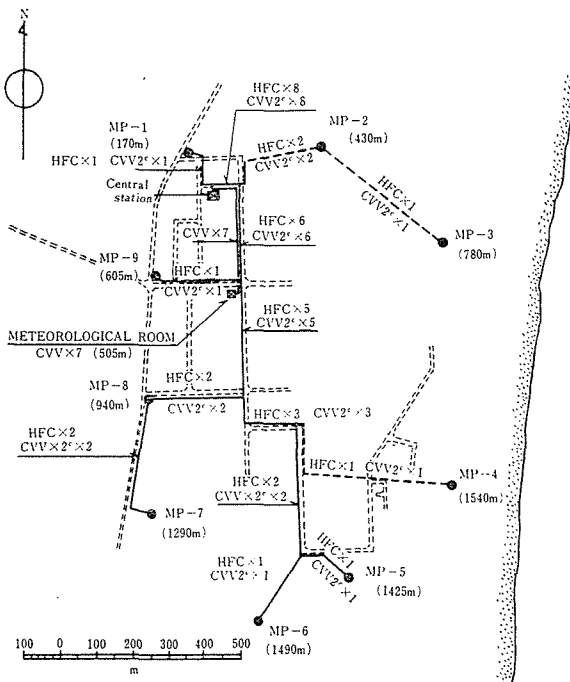 N
HFC×8
CVV2ᶜ×8
MP-1
(170m)
MP-2
(430m)
HFC×1 CVV2ᶜ×1
HFC×2
CVV2ᶜ×2
Central
station
HFC×1
CVV2ᶜ×1
HFC×6
CVV2ᶜ×6
CVV×7
MP-3
(780m)
MP-9
(605m)
HFC×1
CVV2ᶜ×1
HFC×5
CVV2ᶜ×5
METEOROLOGICAL ROOM
CVV×7 (505m)
HFC×2
MP-8
(940m)
CVV2ᶜ×2
HFC×3 CVV2ᶜ×3
HFC×2
CVV×2ᶜ×2
HFC×1 CVV2ᶜ×1
HFC×2
CVV×2ᶜ×2
MP-4
(1540m)
MP-7
(1290m)
HFC×1
CVV2ᶜ×1
HFC×1
CVV2ᶜ×1
MP-5
(1425m)
MP-6
(1490m)
100 0 100 200 300 400 500
m